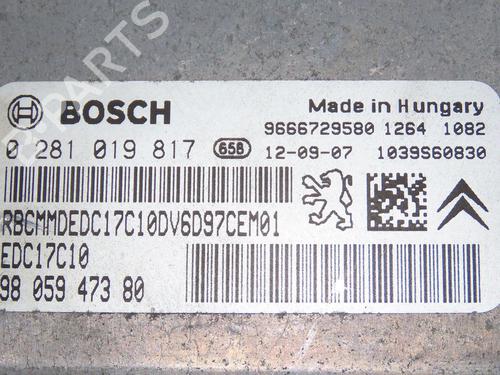 PARTS
BOSCH
Made in Hungary
9666729580 1264 1082
0 281 019 817 658 12-09-07 1039S60830
RBCMMDEDC17C10DV6D97CEM01
EDC17C10
98 059 473 80